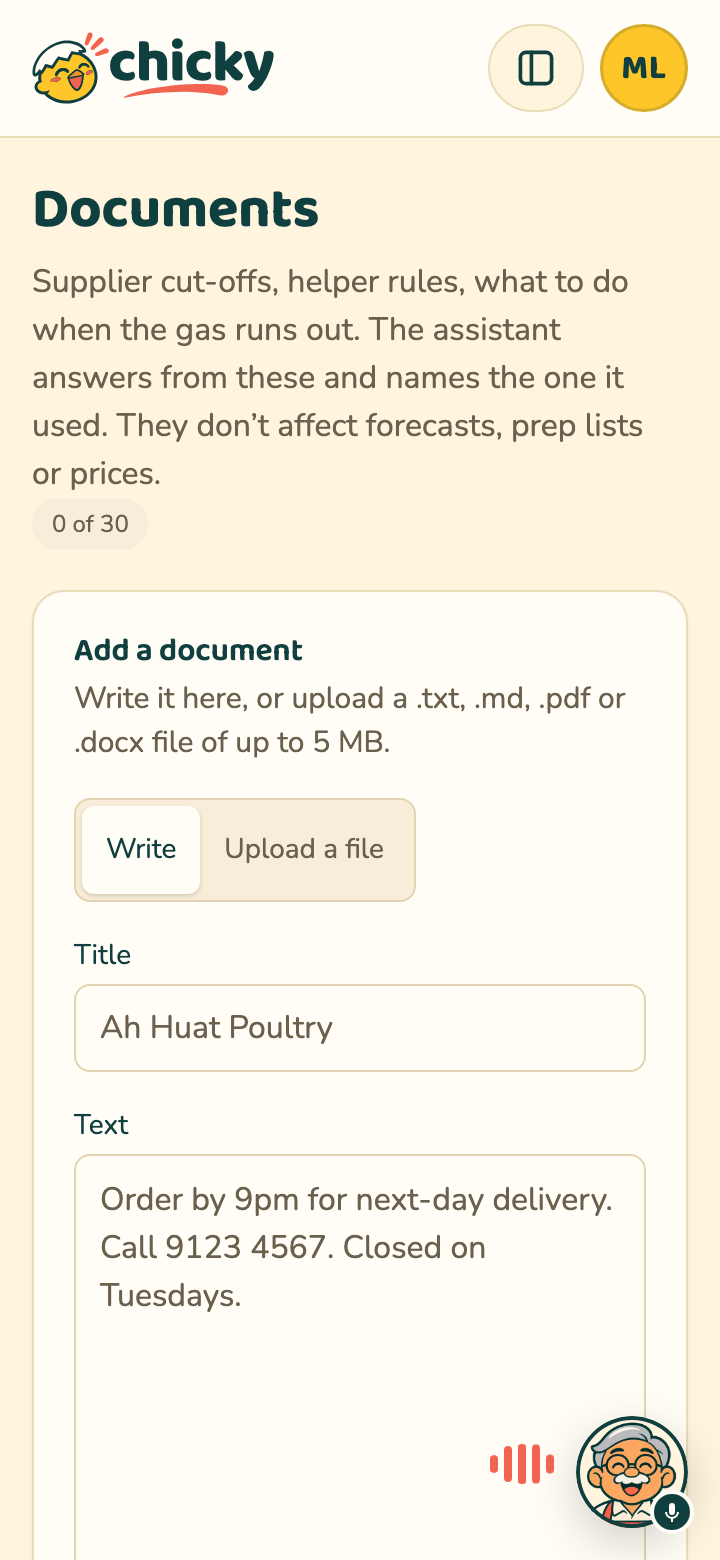 chicky
ML
Documents
Supplier cut-offs, helper rules, what to do
when the gas runs out. The assistant
answers from these and names the one it
used. They don’t affect forecasts, prep lists
or prices.
0 of 30
Add a document
Write it here, or upload a .txt, .md, .pdf or
.docx file of up to 5 MB.
Write
Upload a file
Title
Ah Huat Poultry
Text
Order by 9pm for next-day delivery.
Call 9123 4567. Closed on
Tuesdays.